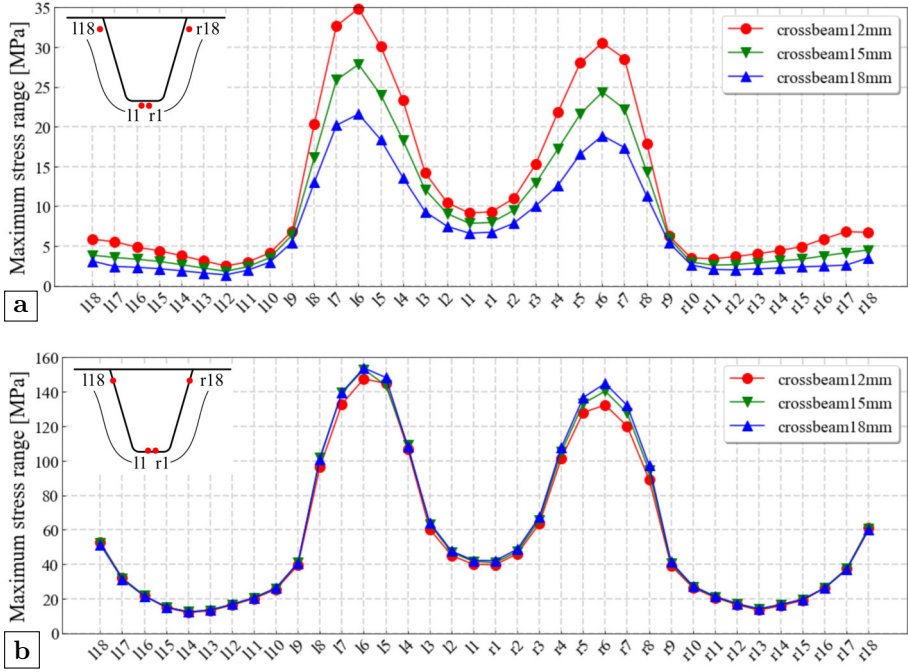 Maximum stress range [MPa]
35
30
25
20
15
10
5
0
l18
r18
l1 r1
crossbeam12mm
crossbeam15mm
crossbeam18mm
l18 l17 l16 l15 l14 l13 l12 l11 l10 l9 l8 l7 l6 l5 l4 l3 l2 l1 r1 r2 r3 r4 r5 r6 r7 r8 r9 r10 r11 r12 r13 r14 r15 r16 r17 r18
a
Maximum stress range [MPa]
160
140
120
100
80
60
40
20
0
l18
r18
l1 r1
crossbeam12mm
crossbeam15mm
crossbeam18mm
l18 l17 l16 l15 l14 l13 l12 l11 l10 l9 l8 l7 l6 l5 l4 l3 l2 l1 r1 r2 r3 r4 r5 r6 r7 r8 r9 r10 r11 r12 r13 r14 r15 r16 r17 r18
b